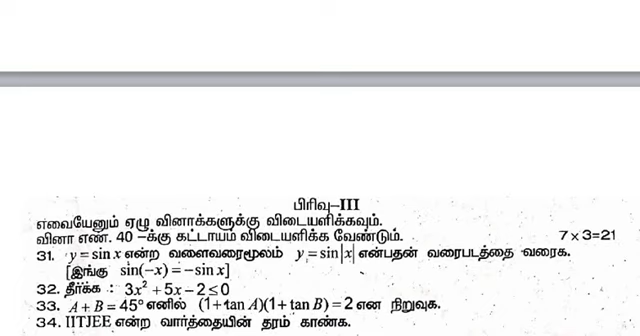 பிரிவு–III
எவையேனும் ஏழு வினாக்களுக்கு விடையளிக்கவும்.
வினா எண். 40 –க்கு கட்டாயம் விடையளிக்க வேண்டும். 7 × 3=21
31. y = sin x என்ற வளைவரைமூலம் y = sin|x| என்பதன் வரைபடத்தை வரைக.
[இங்கு sin(−x) = −sin x]
32. தீர்க்க : 3x² + 5x − 2 ≤ 0
33. A + B = 45° எனில் (1+tan A)(1+tan B) = 2 என நிறுவுக.
34. IITJEE என்ற வார்த்தையின் தரம் காண்க.